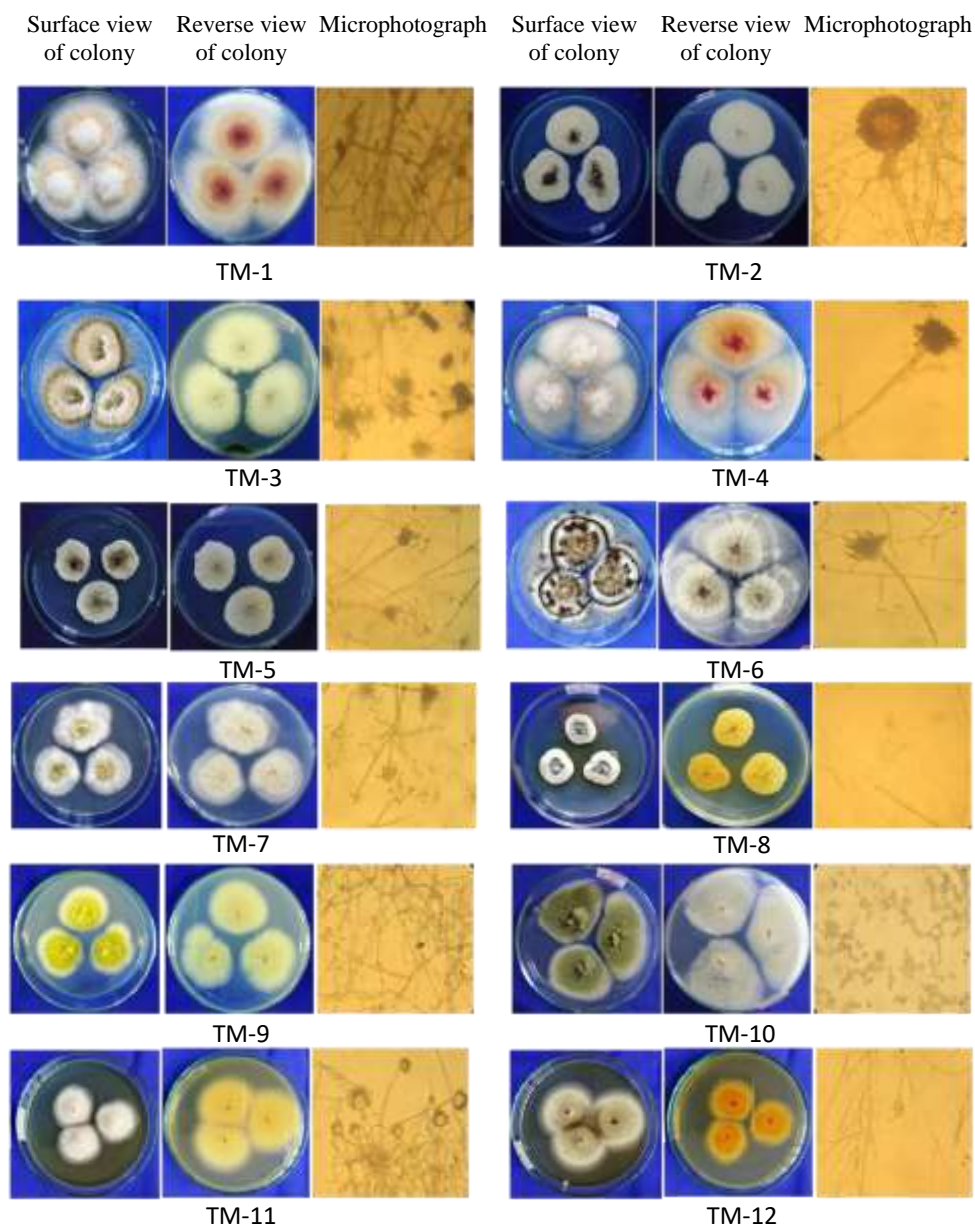 Surface view of colony
Reverse view of colony
Microphotograph
Surface view of colony
Reverse view of colony
Microphotograph
TM-1
TM-2
TM-3
TM-4
TM-5
TM-6
TM-7
TM-8
TM-9
TM-10
TM-11
TM-12